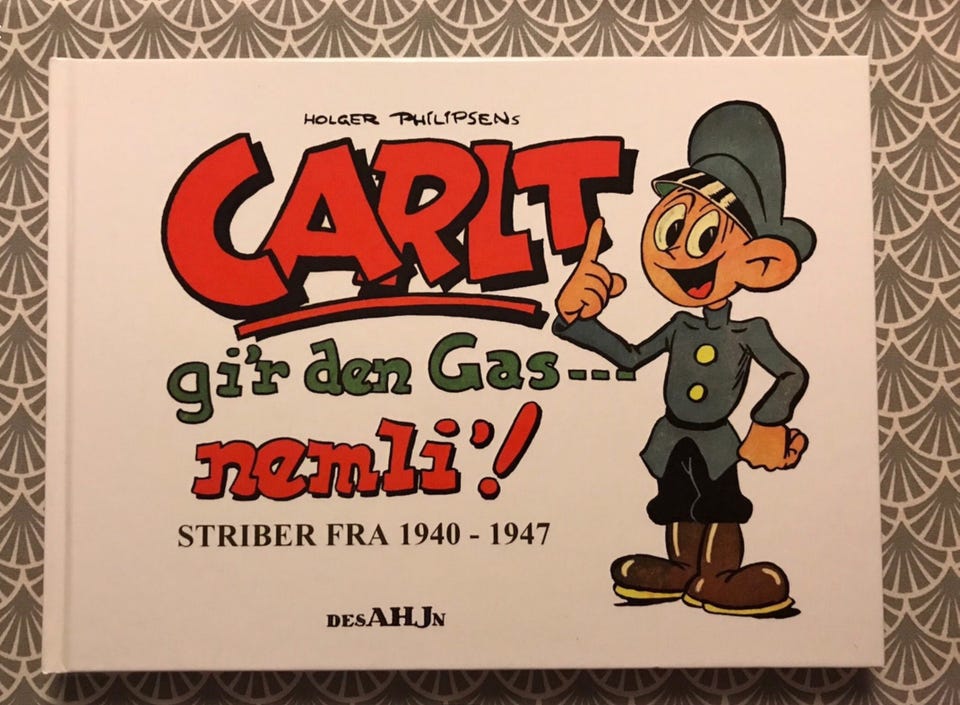 HOLGER PHILIPSENS
CARLT
gi'r den Gas---
nemli'!
STRIBER FRA 1940 - 1947
DESAHJN